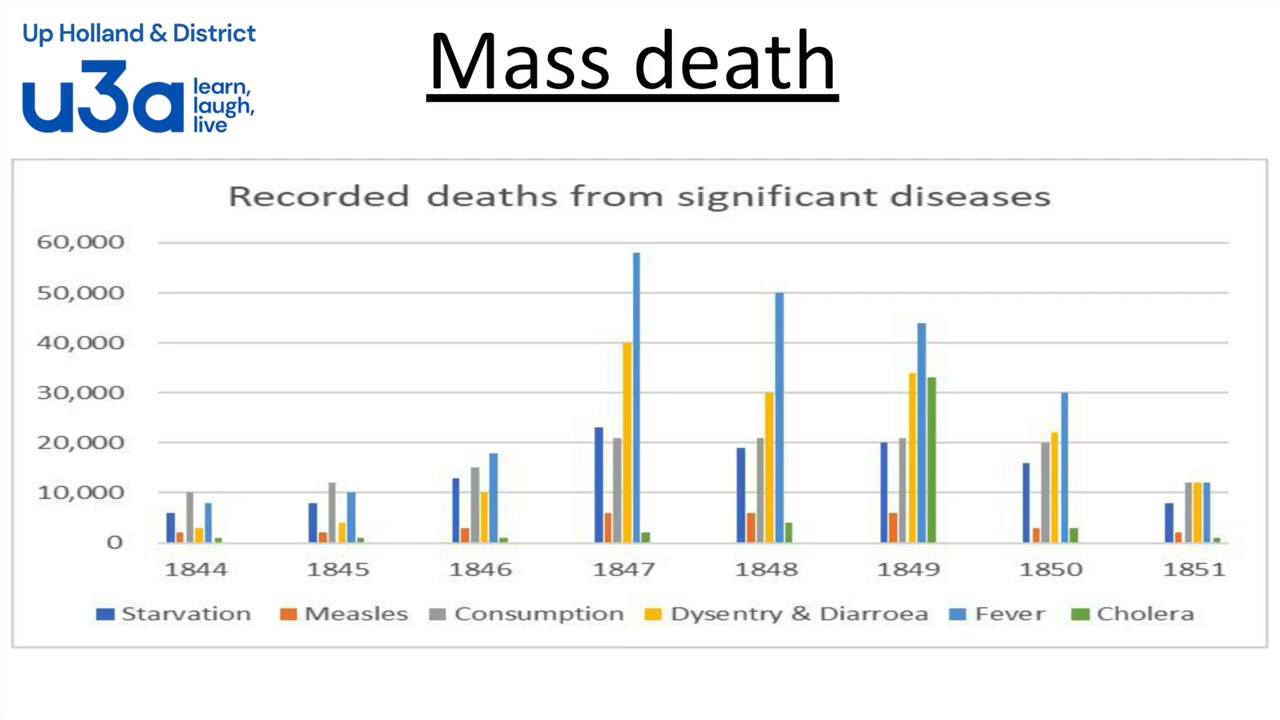 Up Holland & District
u3a
learn,
laugh,
live
Mass death
Recorded deaths from significant diseases
60,000
50,000
40,000
30,000
20,000
10,000
0
1844 1845 1846 1847 1848 1849 1850 1851
Starvation Measles Consumption Dysentry & Diarroea Fever Cholera